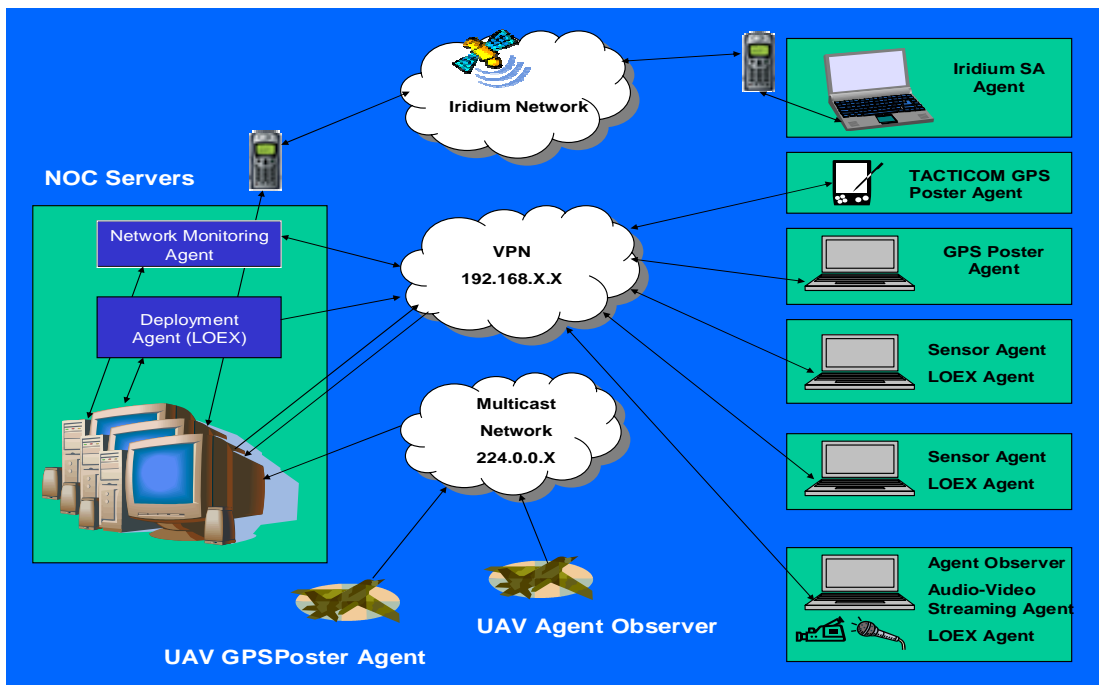 Iridium Network
Iridium SA
Agent
NOC Servers
TACTICOM GPS
Poster Agent
Network Monitoring
Agent
VPN
192.168.X.X
GPS Poster
Agent
Deployment
Agent (LOEX)
Sensor Agent
LOEX Agent
Multicast
Network
224.0.0.X
Sensor Agent
LOEX Agent
Agent Observer
Audio-Video
Streaming Agent
LOEX Agent
UAV Agent Observer
UAV GPSPoster Agent